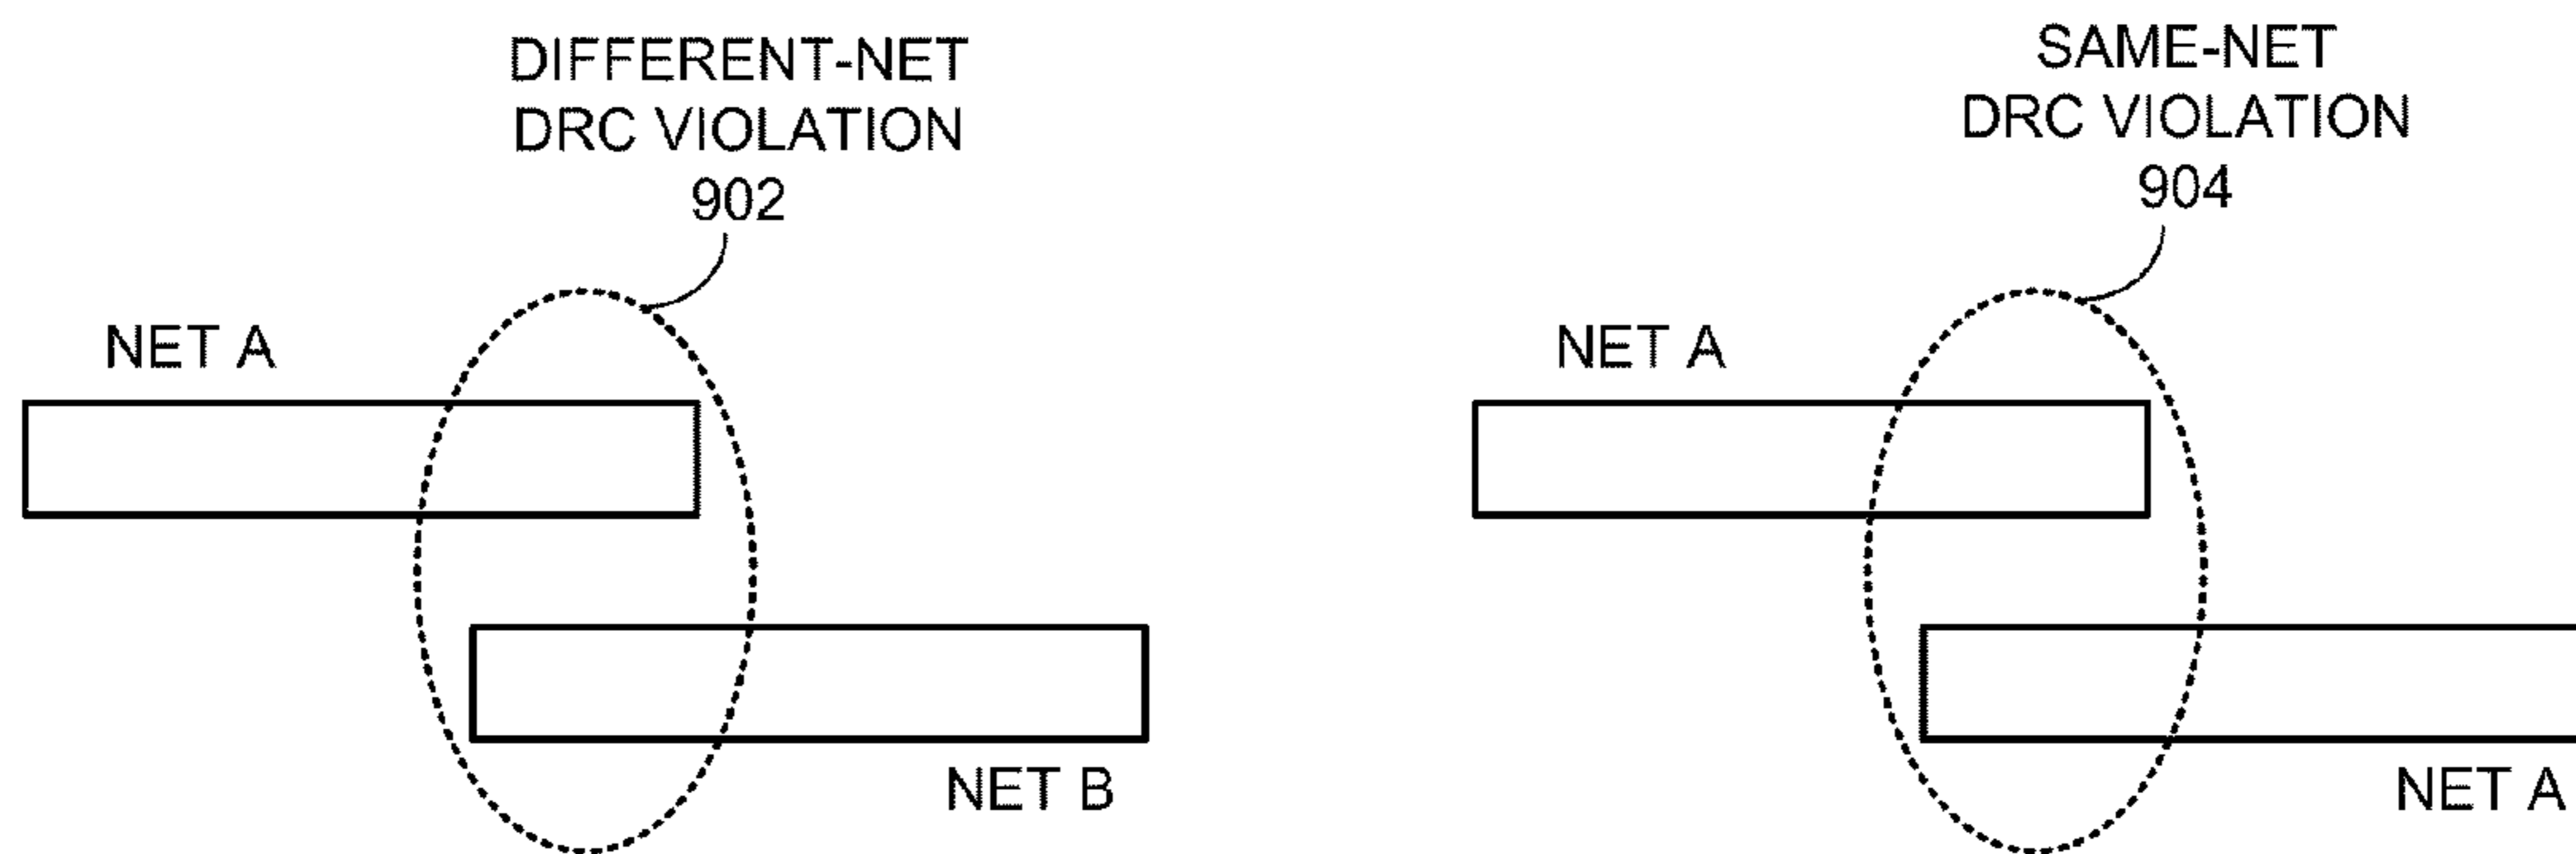 DIFFERENT-NET
DRC VIOLATION
902
NET A
NET B
SAME-NET
DRC VIOLATION
904
NET A
NET A